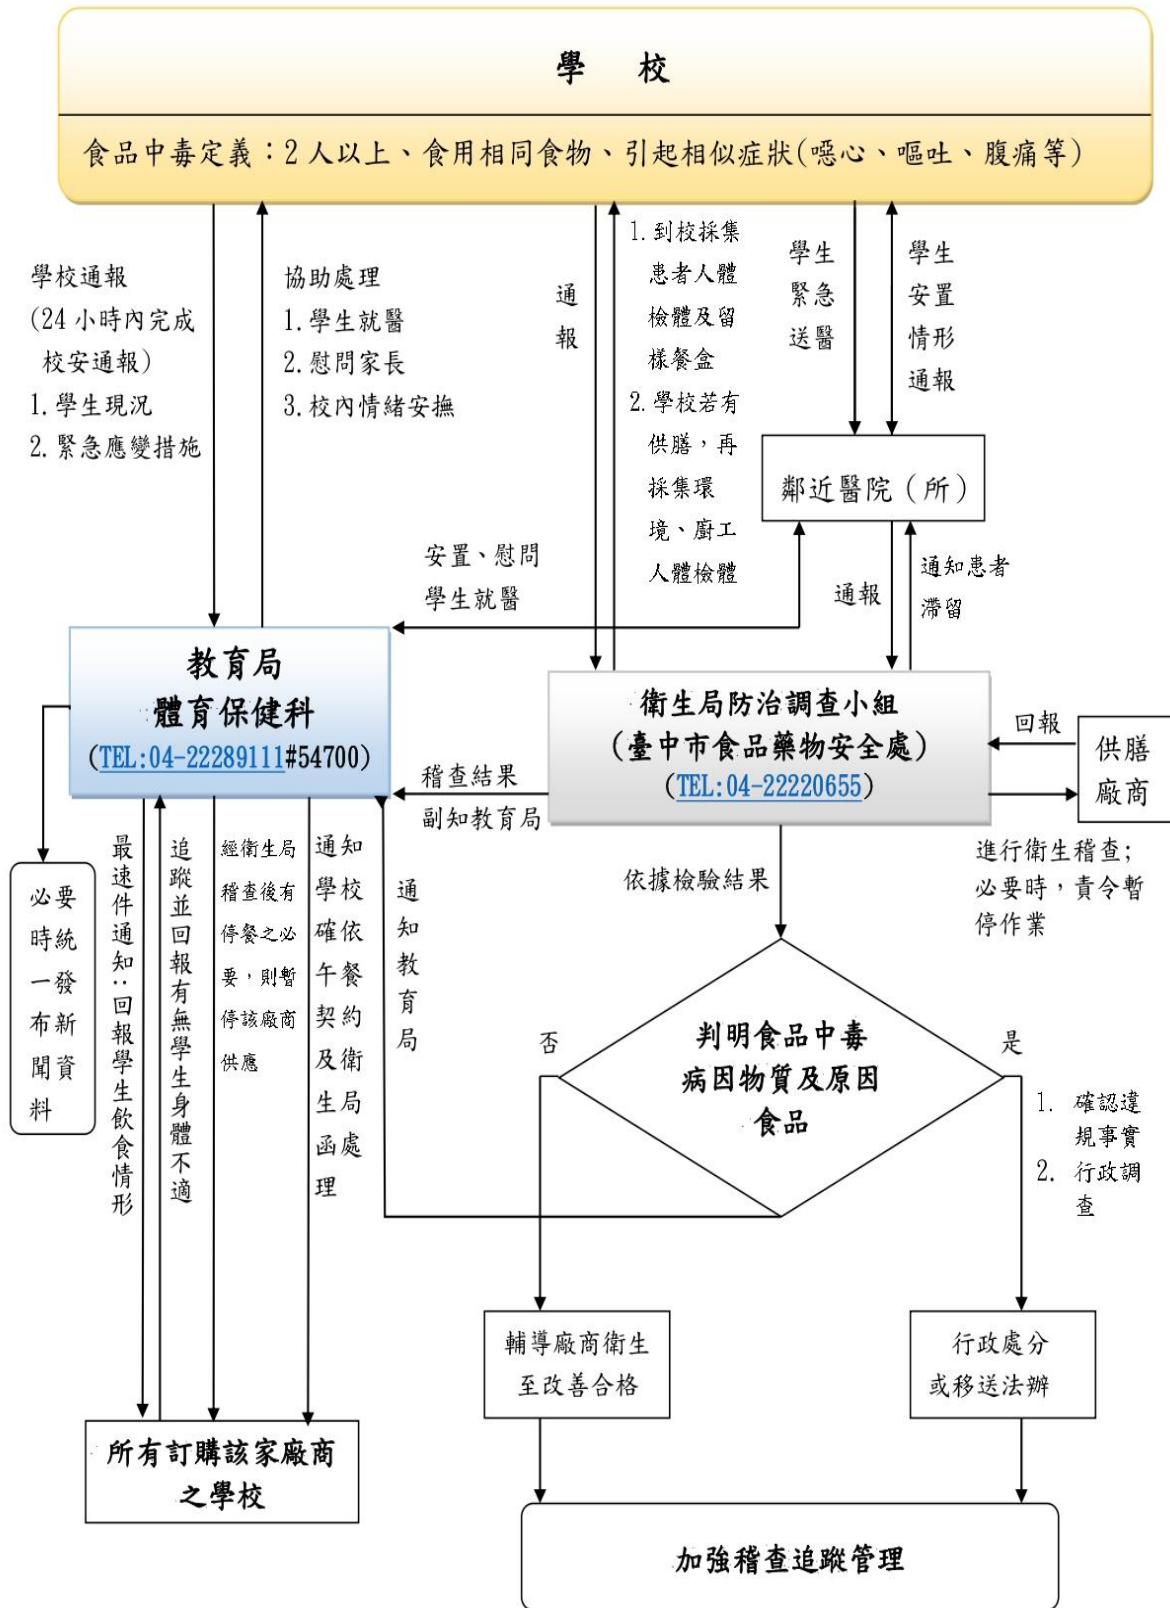 學 校
食品中毒定義：2人以上、食用相同食物、引起相似症狀(噁心、嘔吐、腹痛等)
學校通報
(24小時內完成
校安通報)
1.學生現況
2.緊急應變措施
協助處理
1.學生就醫
2.慰問家長
3.校內情緒安撫
通報
1.到校採集
患者人體
檢體及留
樣餐盒
2.學校若有
供膳，再
採集環
境、廚工
人體檢體
學生
緊急
送醫
學生
安置
情形
通報
鄰近醫院（所）
安置、慰問
學生就醫
通報
通知患者
滯留
教育局
體育保健科
(TEL:04-22289111#54700)
衛生局防治調查小組
(臺中市食品藥物安全處)
(TEL:04-22220655)
回報
供膳
廠商
稽查結果
副知教育局
進行衛生稽查;
必要時，責令暫
停作業
依據檢驗結果
必要
時統
一發
布新
聞資
料
最速件通知：回報學生飲食情形
追蹤並回報有無學生身體不適
經衛生局
稽查後有
停餐之必
要，則暫
停該廠商
供應
通知
學校
確依
午餐
契約
及衛
生局
函處
理
通知教育局
否
判明食品中毒
病因物質及原因
食品
是
1. 確認違
規事實
2. 行政調
查
輔導廠商衛生
至改善合格
行政處分
或移送法辦
所有訂購該家廠商
之學校
加強稽查追蹤管理